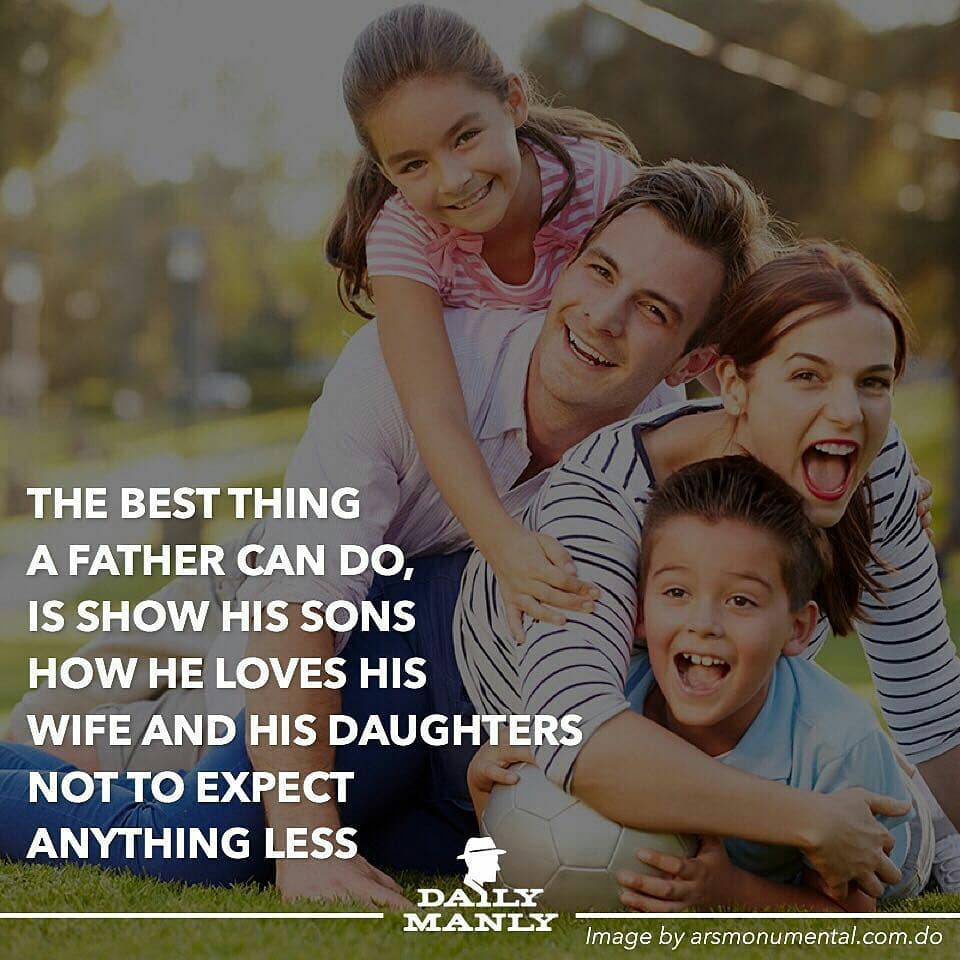 THE BEST THING
A FATHER CAN DO,
IS SHOW HIS SONS
HOW HE LOVES HIS
WIFE AND HIS DAUGHTERS
NOT TO EXPECT
ANYTHING LESS
DAILY
MANLY
Image by arsmonumental.com.do